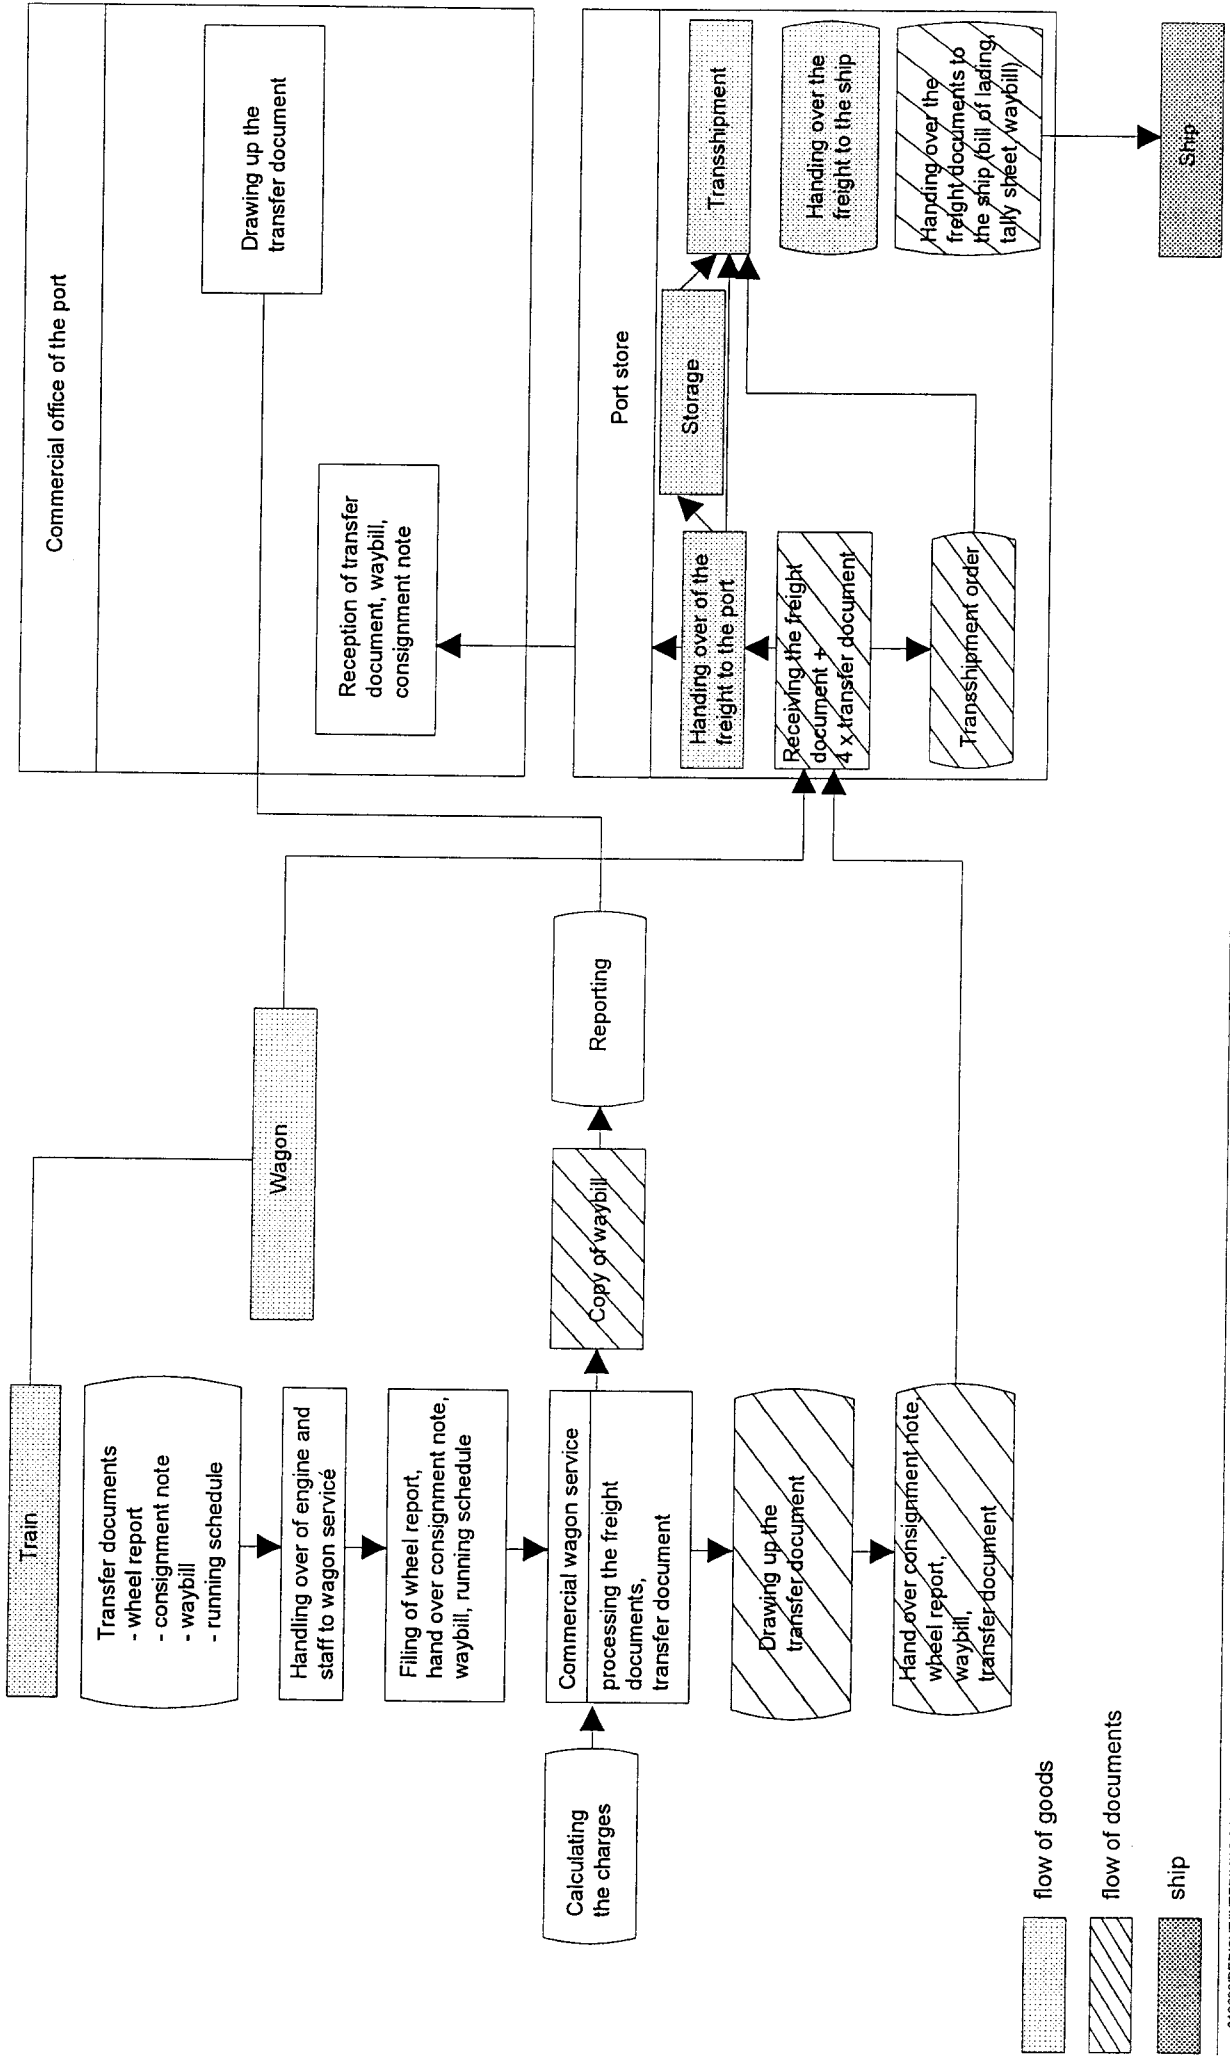 Train
Transfer documents
- wheel report
- consignment note
- waybill
- running schedule
Handling over of engine and
staff to wagon servicé
Filing of wheel report,
hand over consignment note,
waybill, running schedule
Calculating
the charges
Commercial wagon service
processing the freight
documents,
transfer document
Drawing up the
transfer document
Hand over consignment note,
wheel report,
waybill,
transfer document
Wagon
Copy of waybill
Reporting
Commercial office of the port
Reception of transfer
document, waybill,
consignment note
Drawing up the
transfer document
Port store
Handing over of the
freight to the port
Receiving the freight
document +
4 x transfer document
Transshipment order
Storage
Transshipment
Handing over the
freight to the ship
Handing over the
freight documents to
the ship (bill of lading,
tally sheet, waybill)
Ship
flow of goods
flow of documents
ship